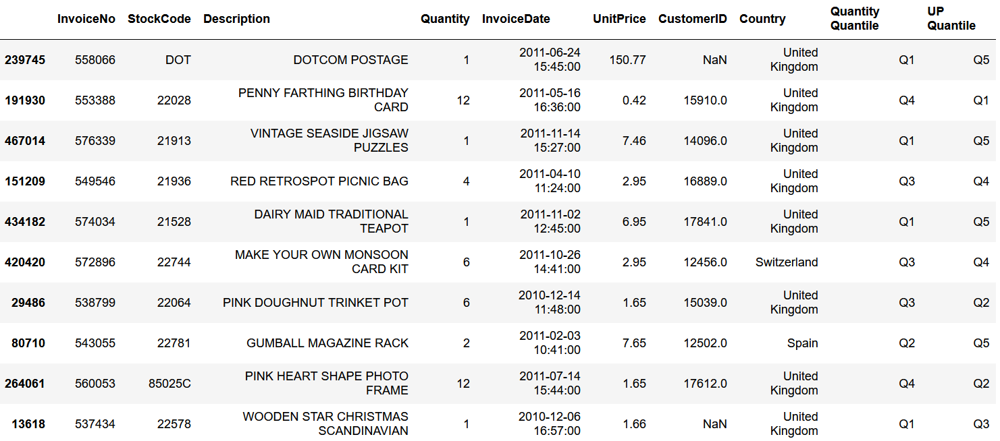 InvoiceNo StockCode Description Quantity InvoiceDate UnitPrice CustomerID Country Quantity Quantile UP Quantile
239745 558066 DOT DOTCOM POSTAGE 1 2011-06-24 15:45:00 150.77 NaN United Kingdom Q1 Q5
191930 553388 22028 PENNY FARTHING BIRTHDAY CARD 12 2011-05-16 16:36:00 0.42 15910.0 United Kingdom Q4 Q1
467014 576339 21913 VINTAGE SEASIDE JIGSAW PUZZLES 1 2011-11-14 15:27:00 7.46 14096.0 United Kingdom Q1 Q5
151209 549546 21936 RED RETROSPOT PICNIC BAG 4 2011-04-10 11:24:00 2.95 16889.0 United Kingdom Q3 Q4
434182 574034 21528 DAIRY MAID TRADITIONAL TEAPOT 1 2011-11-02 12:45:00 6.95 17841.0 United Kingdom Q1 Q5
420420 572896 22744 MAKE YOUR OWN MONSOON CARD KIT 6 2011-10-26 14:41:00 2.95 12456.0 Switzerland Q3 Q4
29486 538799 22064 PINK DOUGHNUT TRINKET POT 6 2010-12-14 11:48:00 1.65 15039.0 United Kingdom Q3 Q2
80710 543055 22781 GUMBALL MAGAZINE RACK 2 2011-02-03 10:41:00 7.65 12502.0 Spain Q2 Q5
264061 560053 85025C PINK HEART SHAPE PHOTO FRAME 12 2011-07-14 15:44:00 1.65 17612.0 United Kingdom Q4 Q2
13618 537434 22578 WOODEN STAR CHRISTMAS SCANDINAVIAN 1 2010-12-06 16:57:00 1.66 NaN United Kingdom Q1 Q3